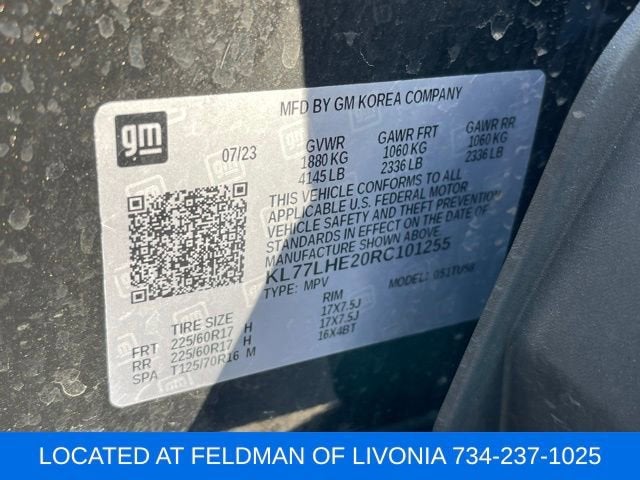 MFD BY GM KOREA COMPANY
gm
07/23 GVWR GAWR FRT GAWR RR
1880 KG 1060 KG 1060 KG
4145 LB 2336 LB 2336 LB
THIS VEHICLE CONFORMS TO ALL
APPLICABLE U.S. FEDERAL MOTOR
VEHICLE SAFETY AND THEFT PREVENTION
STANDARDS IN EFFECT ON THE DATE OF
MANUFACTURE SHOWN ABOVE.
KL77LHE20RC101255
TYPE: MPV MODEL:
TIRE SIZE RIM
FRT 225/60R17 H 17X7.5J
RR 225/60R17 H 17X7.5J
SPA T125/70R16 M 16X4BT
LOCATED AT FELDMAN OF LIVONIA 734-237-1025